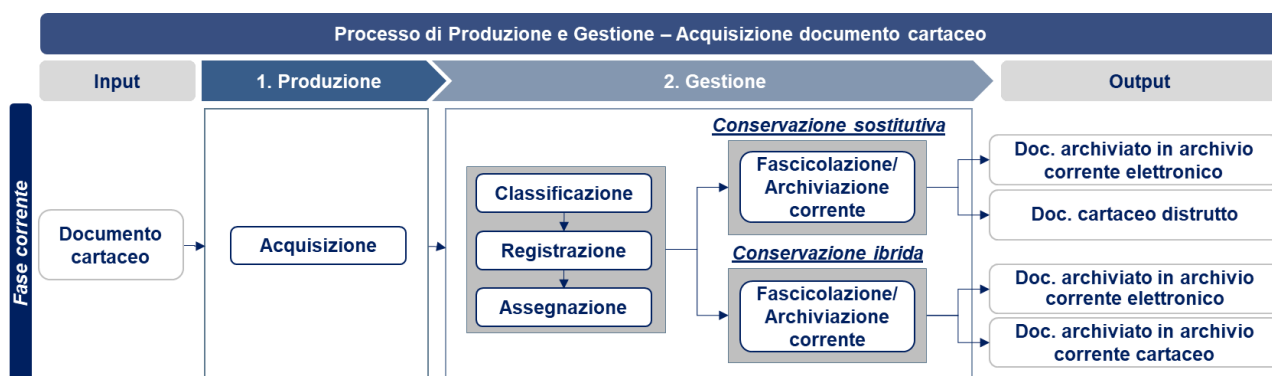 Processo di Produzione e Gestione – Acquisizione documento cartaceo
Input
1. Produzione
2. Gestione
Output
Fase corrente
Documento
cartaceo
Acquisizione
Classificazione
Registrazione
Assegnazione
Conservazione sostitutiva
Fascicolazione/
Archiviazione
corrente
Conservazione ibrida
Fascicolazione/
Archiviazione
corrente
Doc. archiviato in archivio
corrente elettronico
Doc. cartaceo distrutto
Doc. archiviato in archivio
corrente elettronico
Doc. archiviato in archivio
corrente cartaceo